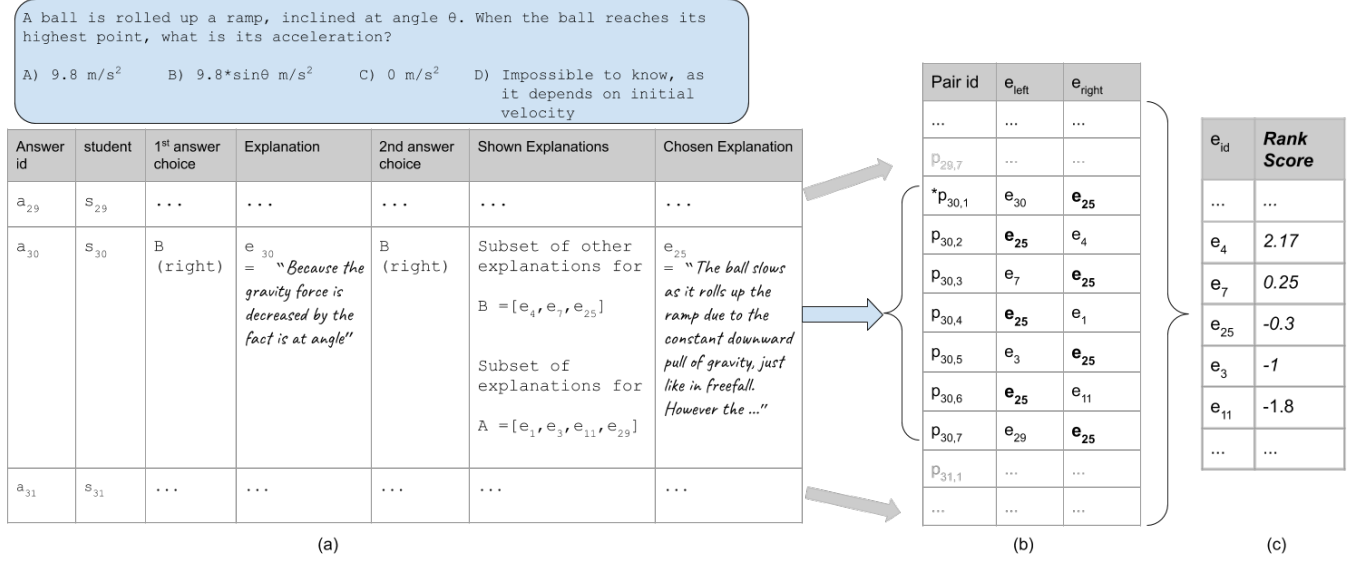 A ball is rolled up a ramp, inclined at angle θ. When the ball reaches its
highest point, what is its acceleration?
A) 9.8 m/s² B) 9.8*sinθ m/s² C) 0 m/s² D) Impossible to know, as
it depends on initial
velocity
Answer id student 1st answer choice Explanation 2nd answer choice Shown Explanations Chosen Explanation
a29 s29 ... ... ... ... ...
a30 s30 B (right)
e30
= "Because the
gravity force is
decreased by the
fact is at angle"
B (right)
Subset of other
explanations for
B =[e4,e7,e25]
Subset of
explanations for
A =[e1,e3,e11,e29]
e25
= "The ball slows
as it rolls up the
ramp due to the
constant downward
pull of gravity, just
like in freefall.
However the ..."
a31 s31 ... ... ... ... ...
(a)
Pair id eleft eright
... ... ...
p29,7 ... ...
*p30,1 e30 e25
p30,2 e25 e4
p30,3 e7 e25
p30,4 e25 e1
p30,5 e3 e25
p30,6 e25 e11
p30,7 e29 e25
p31,1 ... ...
... ... ...
(b)
eid Rank Score
... ...
e4 2.17
e7 0.25
e25 -0.3
e3 -1
e11 -1.8
... ...
(c)